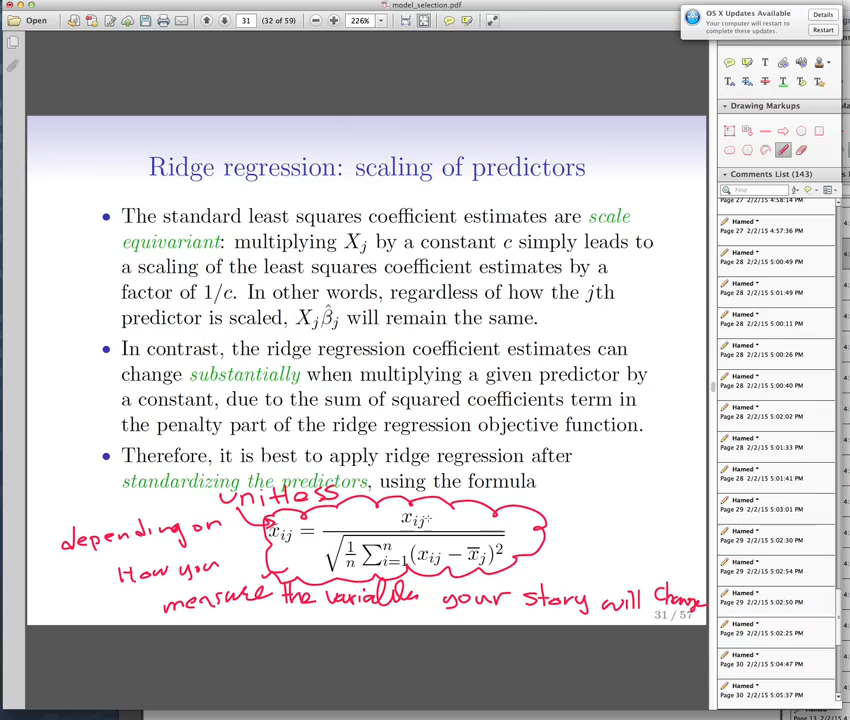 model_selection.pdf
Open
31
(32 of 59)
226%
OS X Updates Available
Your computer will restart to
complete these updates.
Details
Restart
Drawing Markups
Comments List (143)
Find
Page 27 2/2/15 4:58:14 PM
Hamed
Page 27 2/2/15 4:57:36 PM
Hamed
Page 28 2/2/15 5:00:49 PM
Hamed
Page 28 2/2/15 5:01:49 PM
Hamed
Page 28 2/2/15 5:00:11 PM
Hamed
Page 28 2/2/15 5:00:26 PM
Hamed
Page 28 2/2/15 5:00:40 PM
Hamed
Page 28 2/2/15 5:02:02 PM
Hamed
Page 28 2/2/15 5:01:33 PM
Hamed
Page 28 2/2/15 5:01:41 PM
Hamed
Page 29 2/2/15 5:03:01 PM
Hamed
Page 29 2/2/15 5:02:54 PM
Hamed
Page 29 2/2/15 5:02:50 PM
Hamed
Page 29 2/2/15 5:02:25 PM
Hamed
Page 30 2/2/15 5:04:47 PM
Hamed
Page 30 2/2/15 5:05:37 PM
Ridge regression: scaling of predictors
• The standard least squares coefficient estimates are scale
equivariant: multiplying X_j by a constant c simply leads to
a scaling of the least squares coefficient estimates by a
factor of 1/c. In other words, regardless of how the jth
predictor is scaled, X_j β̂_j will remain the same.
• In contrast, the ridge regression coefficient estimates can
change substantially when multiplying a given predictor by
a constant, due to the sum of squared coefficients term in
the penalty part of the ridge regression objective function.
• Therefore, it is best to apply ridge regression after
standardizing the predictors, using the formula
unitless
x̃_ij = x_ij / √(1/n ∑_{i=1}^n (x_ij − x̄_j)²)
depending on
How you
measure the variables your story will change
31 / 57